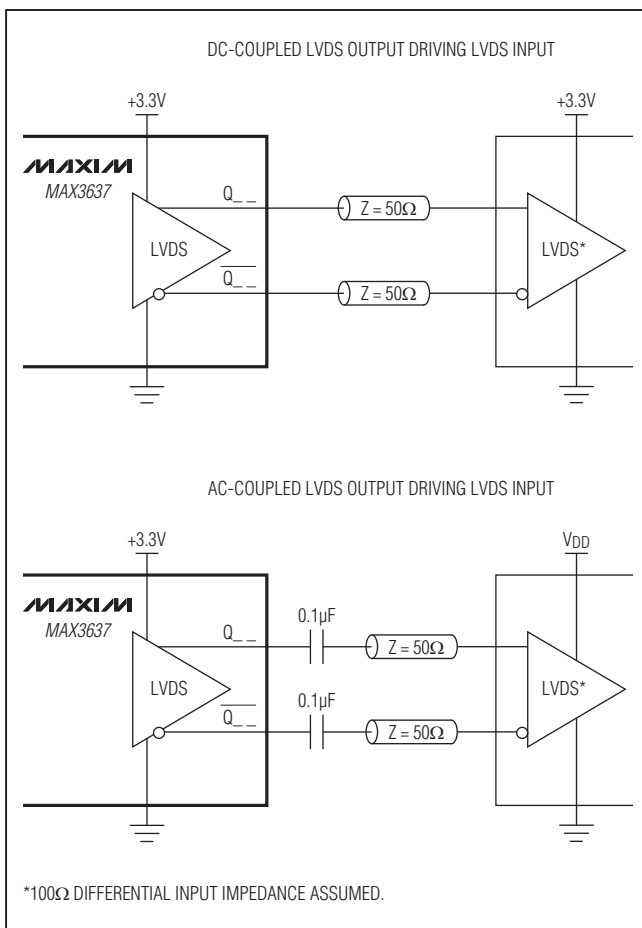 DC-COUPLED LVDS OUTPUT DRIVING LVDS INPUT
+3.3V +3.3V
MAXIM
MAX3637
Q_ _
Z = 50Ω
LVDS LVDS*
Q_ _
Z = 50Ω
AC-COUPLED LVDS OUTPUT DRIVING LVDS INPUT
+3.3V VDD
MAXIM
MAX3637
0.1µF
Q_ _
Z = 50Ω
LVDS LVDS*
0.1µF
Q_ _
Z = 50Ω
*100Ω DIFFERENTIAL INPUT IMPEDANCE ASSUMED.